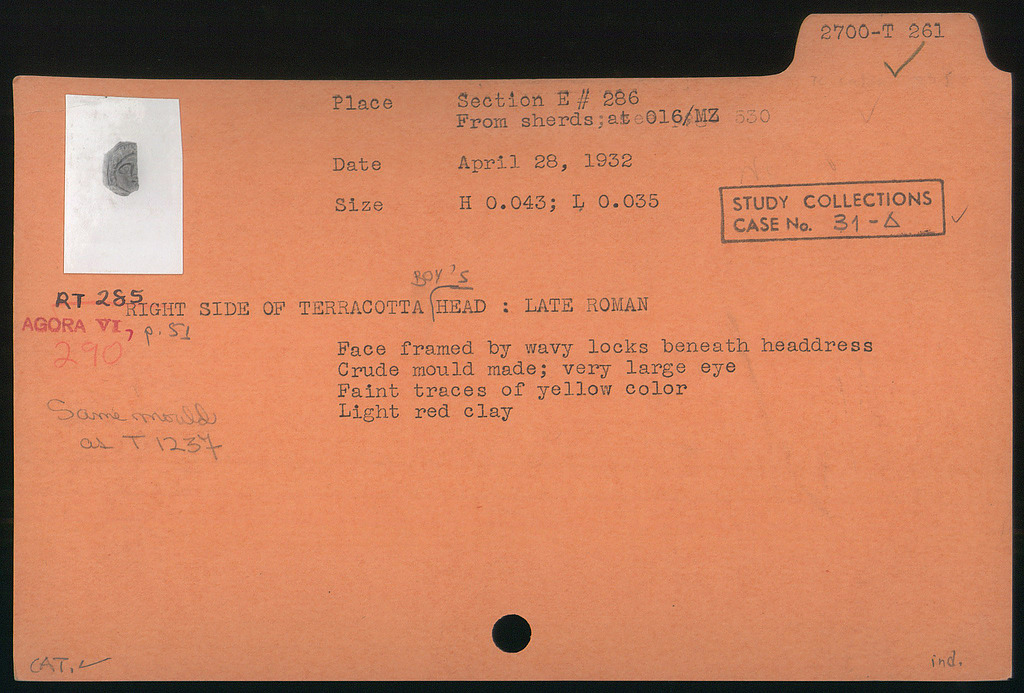 2700-T 261
Place Section E # 286
From sherds; at 016/MZ 630
Date April 28, 1932
Size H 0.043; L 0.035
STUDY COLLECTIONS
CASE No. 31-Δ
BOY'S
RT 285
RIGHT SIDE OF TERRACOTTA HEAD : LATE ROMAN
AGORA VI, p. 51
290
Face framed by wavy locks beneath headdress
Crude mould made; very large eye
Faint traces of yellow color
Light red clay
Same mould
as T 1237
CAT. ✓
ind.